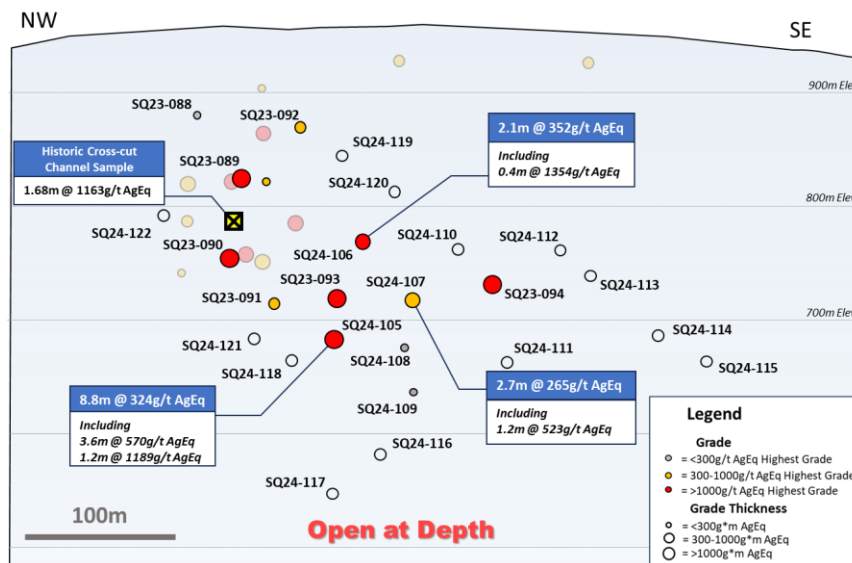 NW
SE
900m Ele
SQ23-088
SQ23-092
2.1m @ 352g/t AgEq
Including
0.4m @ 1354g/t AgEq
Historic Cross-cut
Channel Sample
1.68m @ 1163g/t AgEq
SQ23-089
SQ24-119
SQ24-120
800m Ele
SQ24-122
SQ23-090
SQ24-106
SQ24-110
SQ24-112
SQ23-093
SQ24-107
SQ23-094
SQ24-113
SQ23-091
700m Elev
SQ24-105
SQ24-114
SQ24-121
SQ24-108
SQ24-111
SQ24-115
SQ24-118
8.8m @ 324g/t AgEq
Including
3.6m @ 570g/t AgEq
1.2m @ 1189g/t AgEq
2.7m @ 265g/t AgEq
Including
1.2m @ 523g/t AgEq
SQ24-109
SQ24-116
SQ24-117
100m
Open at Depth
Legend
Grade
= <300g/t AgEq Highest Grade
= 300-1000g/t AgEq Highest Grade
= >1000g/t AgEq Highest Grade
Grade Thickness
= <300g*m AgEq
= 300-1000g*m AgEq
= >1000g*m AgEq